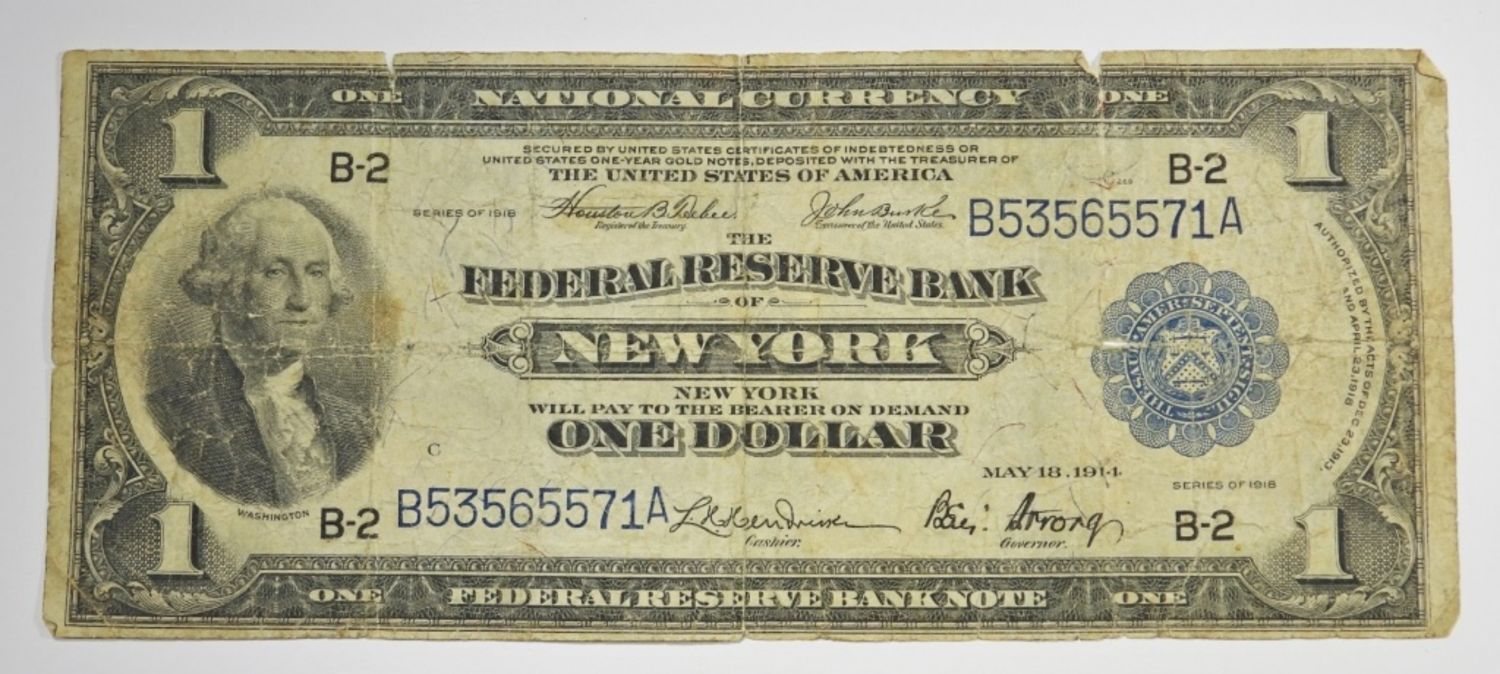 ONE NATIONAL CURRENCY ONE
1 1
SECURED BY UNITED STATES CERTIFICATES OF INDEBTEDNESS OR
UNITED STATES ONE-YEAR GOLD NOTES, DEPOSITED WITH THE TREASURER OF
THE UNITED STATES OF AMERICA
B-2 B-2
SERIES OF 1918
Houston B. Teehee. John Burke
Register of the Treasury. Treasurer of the United States.
B53565571A
THE
FEDERAL RESERVE BANK
OF
NEW YORK
NEW YORK
WILL PAY TO THE BEARER ON DEMAND
ONE DOLLAR
AUTHORIZED BY THE ACTS OF DEC. 23, 1913,
AND APRIL 23, 1918
THESAUR. AMER. SEPTENT. SIGIL.
C
MAY 18, 1914.
SERIES OF 1918
WASHINGTON
B-2 B53565571A B-2
L.H. Hendricks Benj. Strong
Cashier. Governor.
1 1
ONE FEDERAL RESERVE BANK NOTE ONE